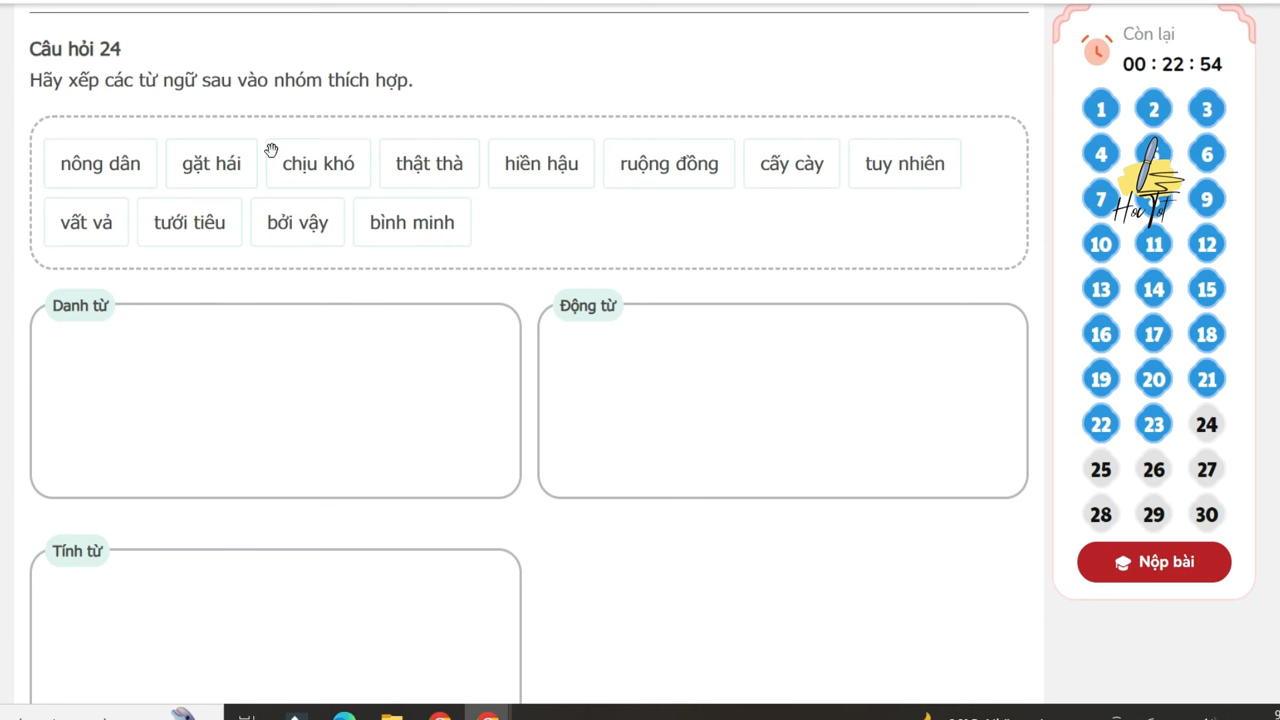 Câu hỏi 24
Hãy xếp các từ ngữ sau vào nhóm thích hợp.
nông dân gặt hái chịu khó thật thà hiền hậu ruộng đồng cấy cày tuy nhiên
vất vả tưới tiêu bởi vậy bình minh
Danh từ Động từ
Tính từ
Còn lại
00 : 22 : 54
1 2 3
4 6
7 9
Học Tốt
10 11 12
13 14 15
16 17 18
19 20 21
22 23 24
25 26 27
28 29 30
Nộp bài